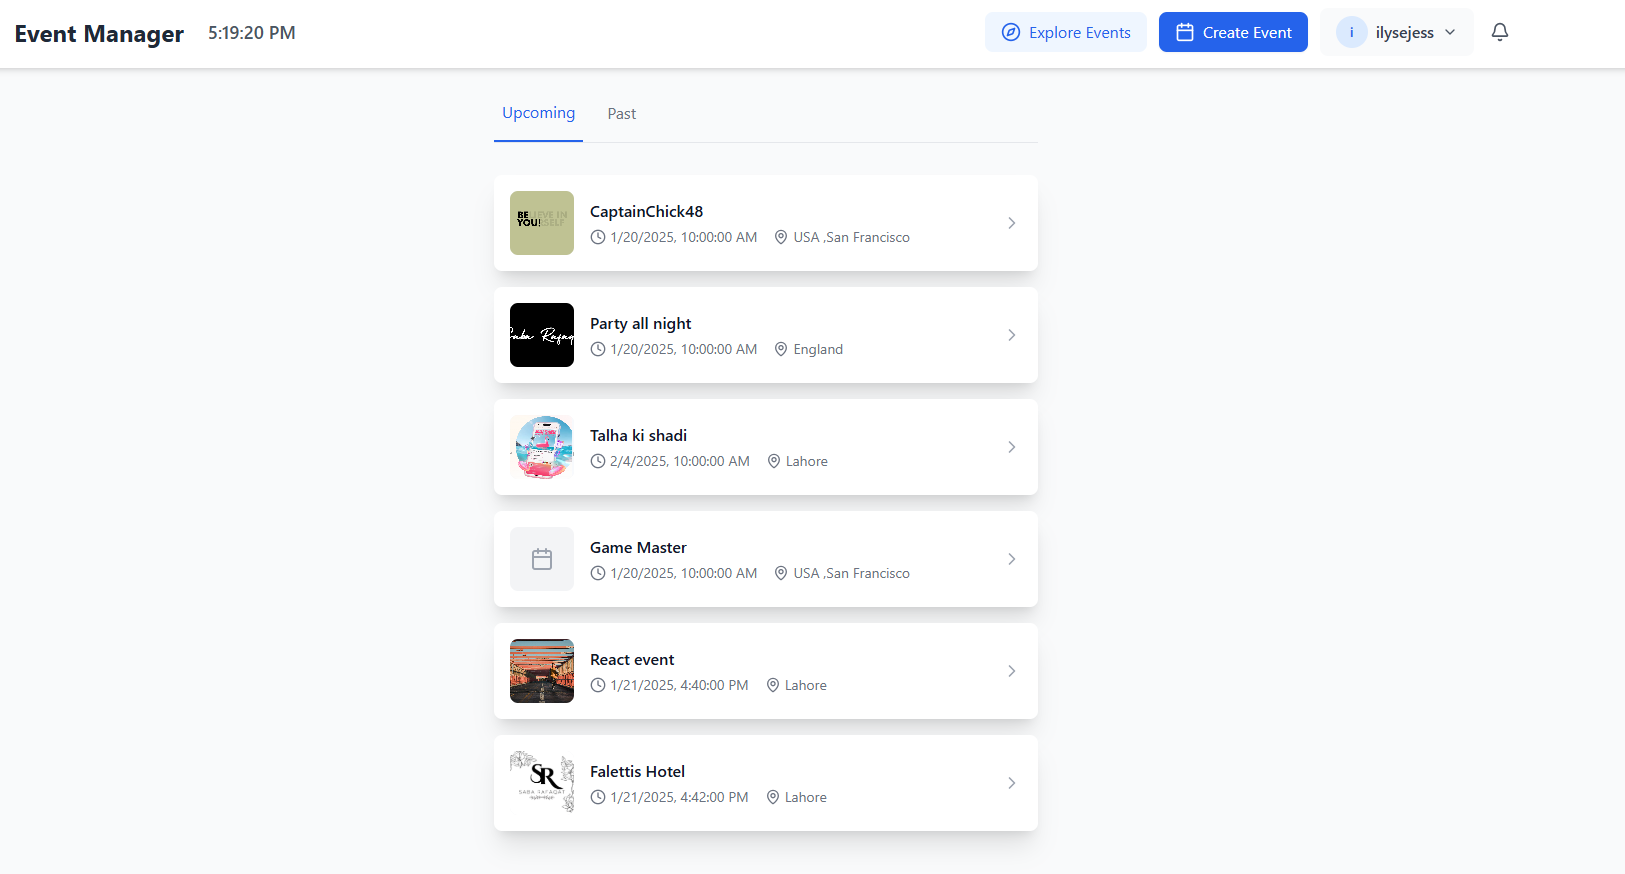 Event Manager 5:19:20 PM Explore Events Create Event i ilysejess
Upcoming Past
BELIEVE IN
YOU!RSELF
CaptainChick48
1/20/2025, 10:00:00 AM USA ,San Francisco
Party all night
1/20/2025, 10:00:00 AM England
Talha ki shadi
2/4/2025, 10:00:00 AM Lahore
Game Master
1/20/2025, 10:00:00 AM USA ,San Francisco
React event
1/21/2025, 4:40:00 PM Lahore
SR
SABA RAFAQAT
Falettis Hotel
1/21/2025, 4:42:00 PM Lahore